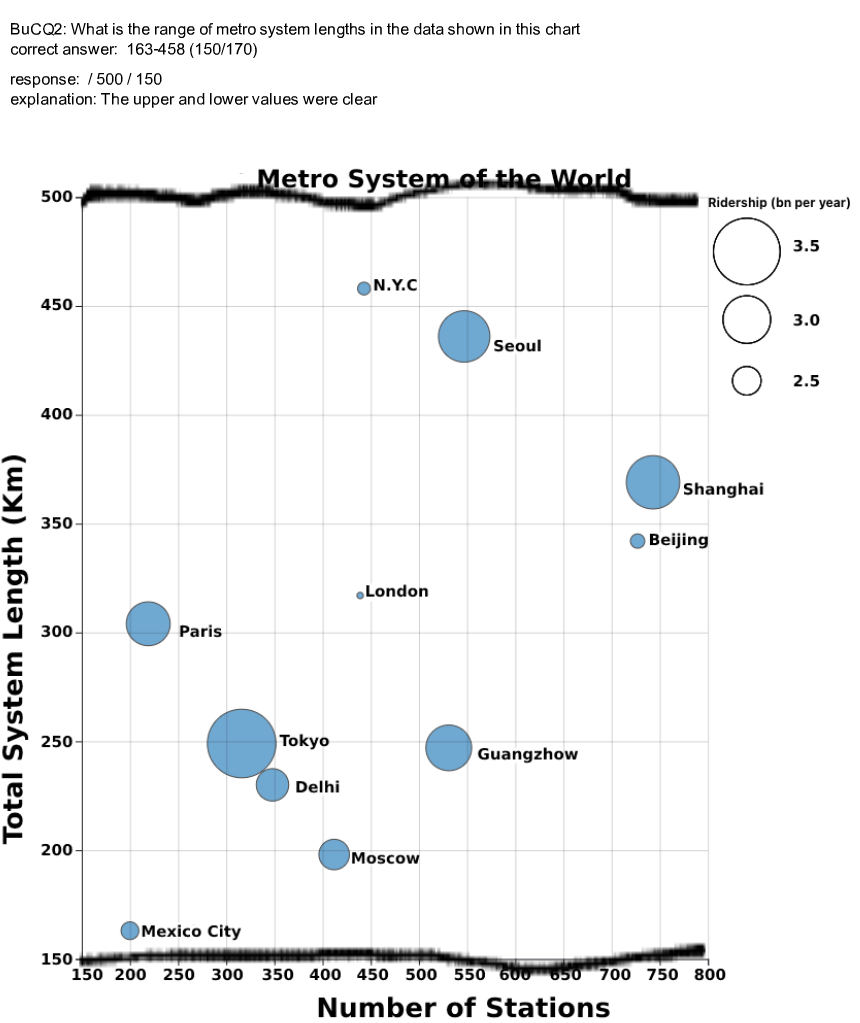 BuCQ2: What is the range of metro system lengths in the data shown in this chart
correct answer:  163-458 (150/170)
response:  / 500 / 150
explanation: The upper and lower values were clear
Metro System of the World
Ridership (bn per year)
3.5
3.0
2.5
Total System Length (Km)
500
450
400
350
300
250
200
150
N.Y.C
Seoul
Shanghai
Beijing
London
Paris
Tokyo
Guangzhow
Delhi
Moscow
Mexico City
150 200 250 300 350 400 450 500 550 600 650 700 750 800
Number of Stations